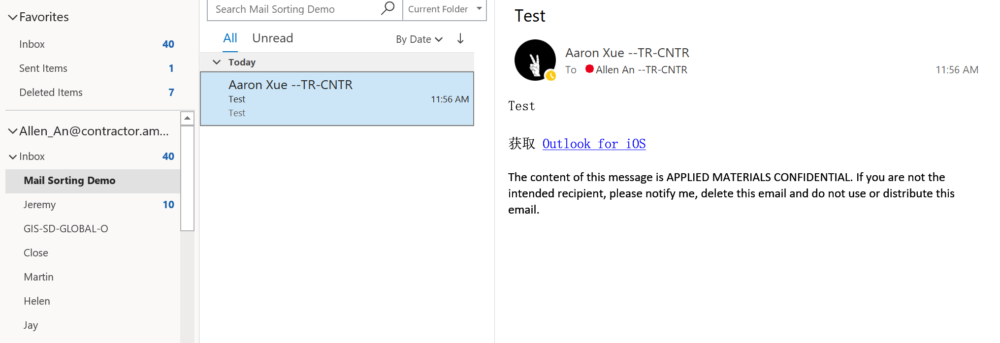 Favorites
Inbox 40
Sent Items 1
Deleted Items 7
Allen_An@contractor.am...
Inbox 40
Mail Sorting Demo
Jeremy 10
GIS-SD-GLOBAL-O
Close
Martin
Helen
Jay
Search Mail Sorting Demo Current Folder
All Unread By Date
Today
Aaron Xue --TR-CNTR
Test 11:56 AM
Test
Test
Aaron Xue --TR-CNTR
To Allen An --TR-CNTR 11:56 AM
Test
获取 Outlook for iOS
The content of this message is APPLIED MATERIALS CONFIDENTIAL. If you are not the
intended recipient, please notify me, delete this email and do not use or distribute this
email.